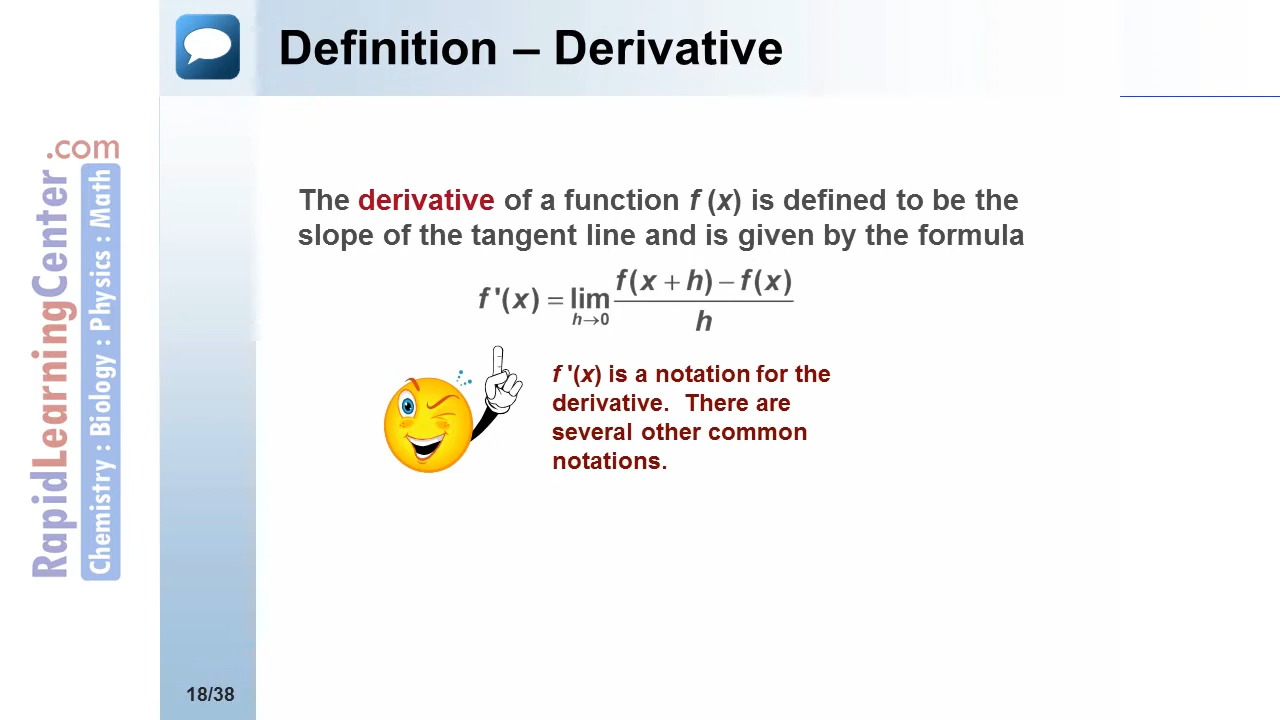 Definition – Derivative
The derivative of a function f (x) is defined to be the
slope of the tangent line and is given by the formula
f '(x) = lim h→0 f(x + h) − f(x) / h
f '(x) is a notation for the
derivative. There are
several other common
notations.
RapidLearningCenter.com
Chemistry : Biology : Physics : Math
18/38